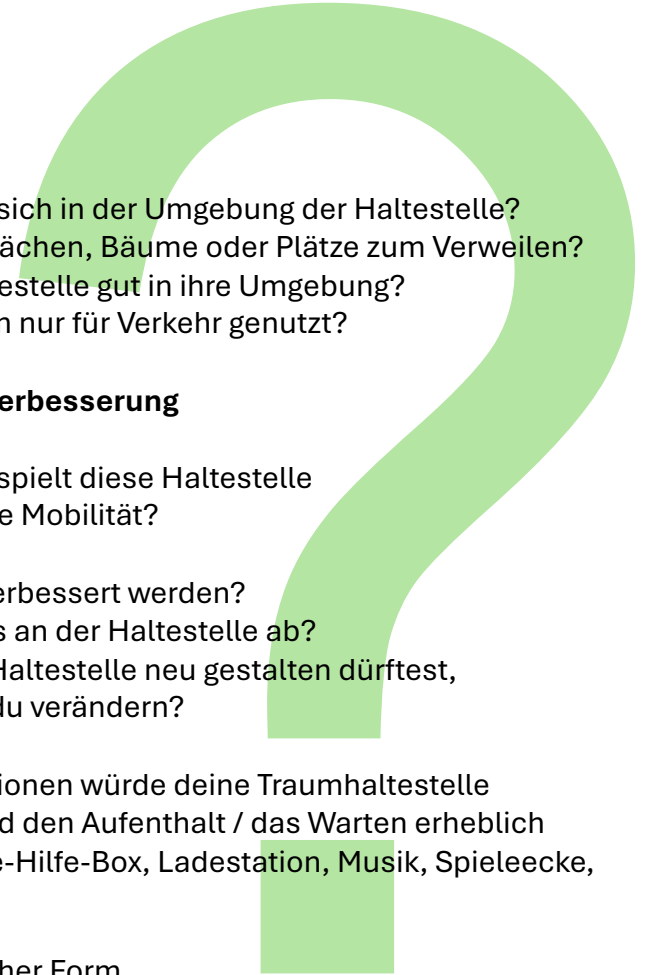 sich in der Umgebung der Haltestelle?
ächen, Bäume oder Plätze zum Verweilen?
estelle gut in ihre Umgebung?
n nur für Verkehr genutzt?
erbesserung
spielt diese Haltestelle
e Mobilität?
erbessert werden?
s an der Haltestelle ab?
Haltestelle neu gestalten dürftest,
du verändern?
ionen würde deine Traumhaltestelle
d den Aufenthalt / das Warten erheblich
e-Hilfe-Box, Ladestation, Musik, Spieleecke,
her Form